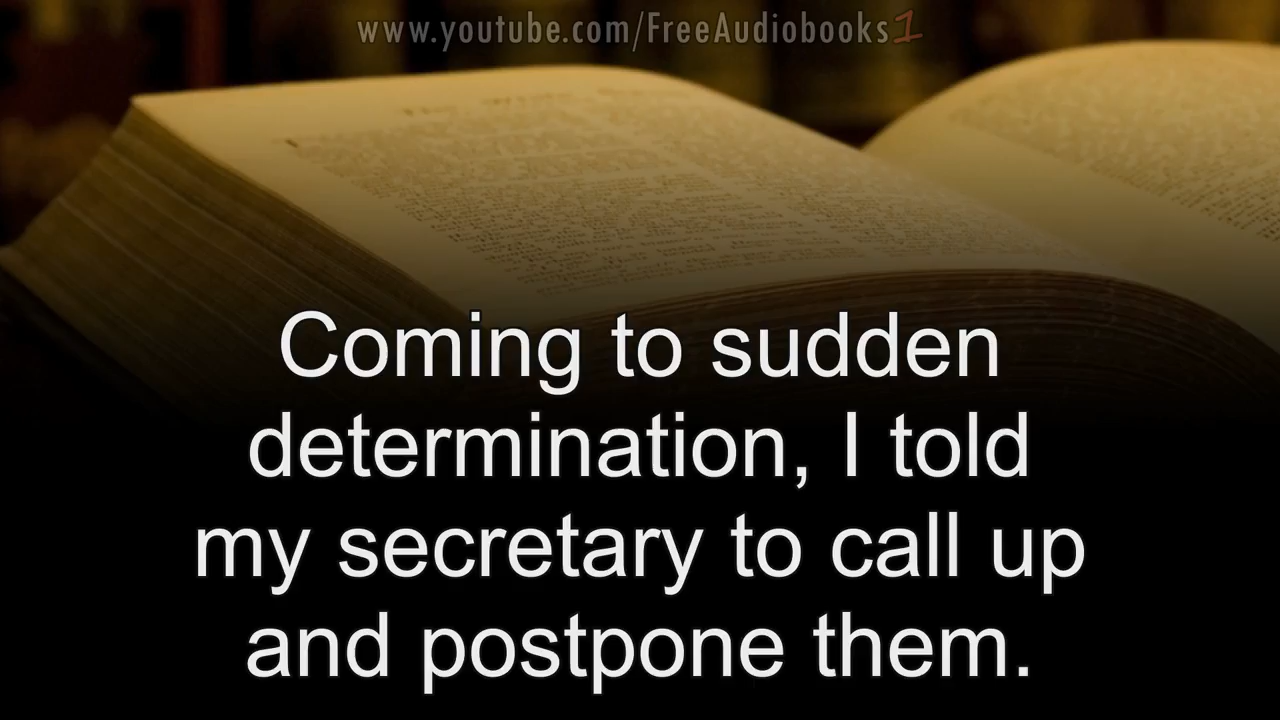 www.youtube.com/FreeAudiobooks1
Coming to sudden
determination, I told
my secretary to call up
and postpone them.